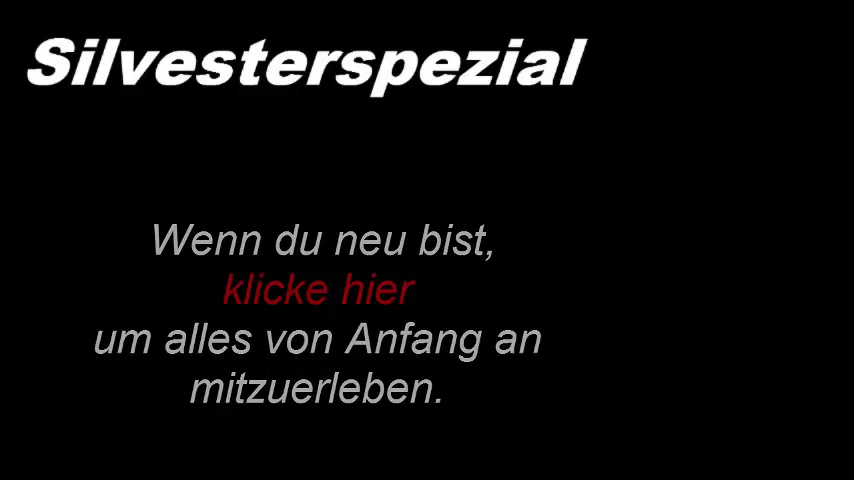 Silvesterspezial
Wenn du neu bist,
klicke hier
um alles von Anfang an
mitzuerleben.